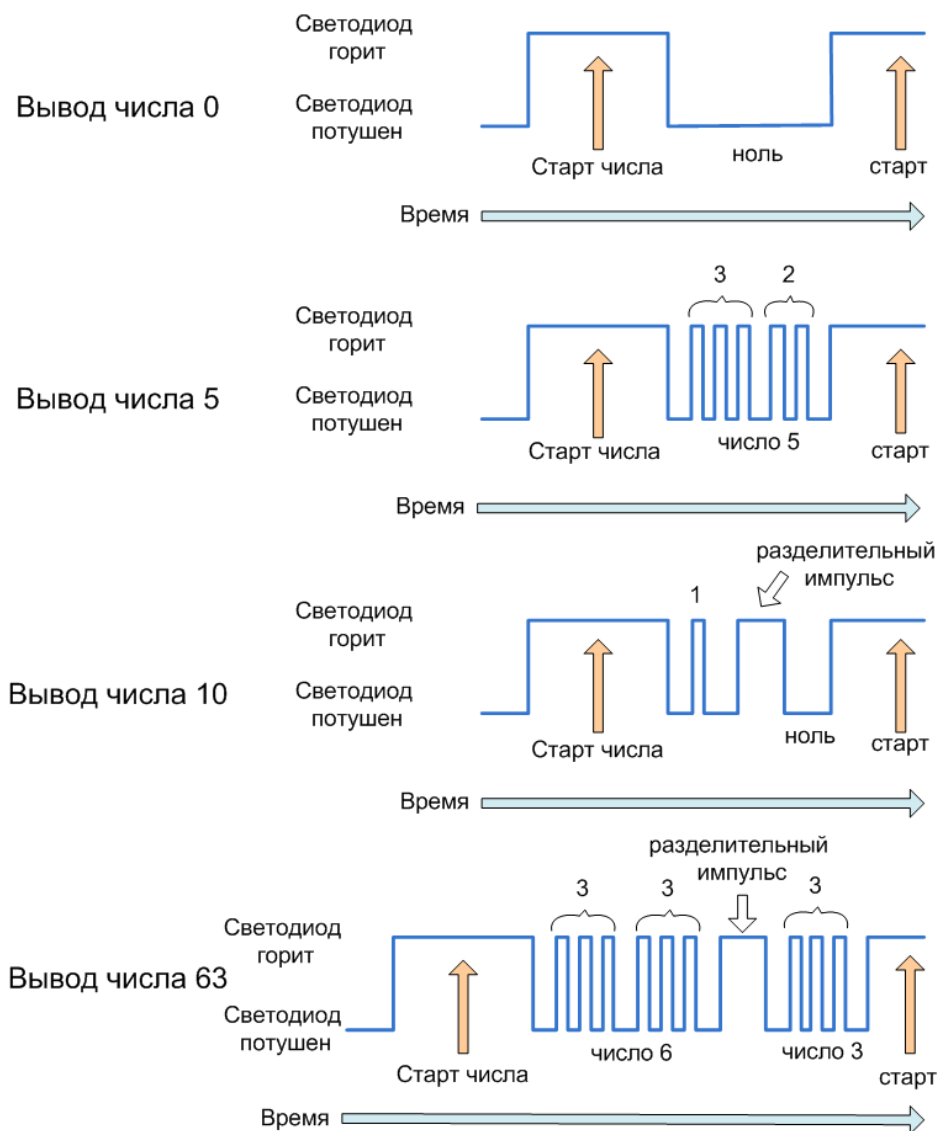 Светодиод
горит
Вывод числа 0
Светодиод
потушен
Старт числа
ноль
старт
Время
3
2
Светодиод
горит
Вывод числа 5
Светодиод
потушен
Старт числа
число 5
старт
Время
разделительный
импульс
1
Светодиод
горит
Вывод числа 10
Светодиод
потушен
Старт числа
ноль
старт
Время
разделительный
импульс
3
3
3
Светодиод
горит
Вывод числа 63
Светодиод
потушен
Старт числа
число 6
число 3
старт
Время